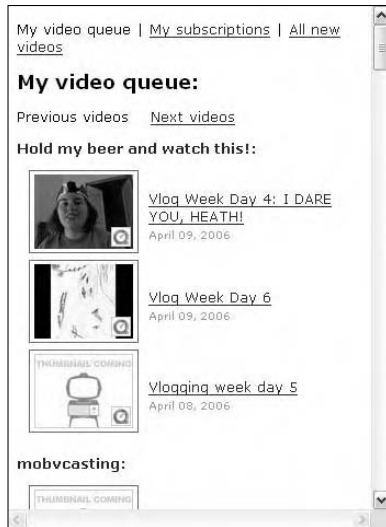 My video queue | My subscriptions | All new
videos
My video queue:
Previous videos Next videos
Hold my beer and watch this!:
Vlog Week Day 4: I DARE
YOU, HEATH!
April 09, 2006
Vlog Week Day 6
April 09, 2006
THUMBNAIL COMING
Vlogging week day 5
April 08, 2006
mobvcasting:
THUMBNAIL COMING